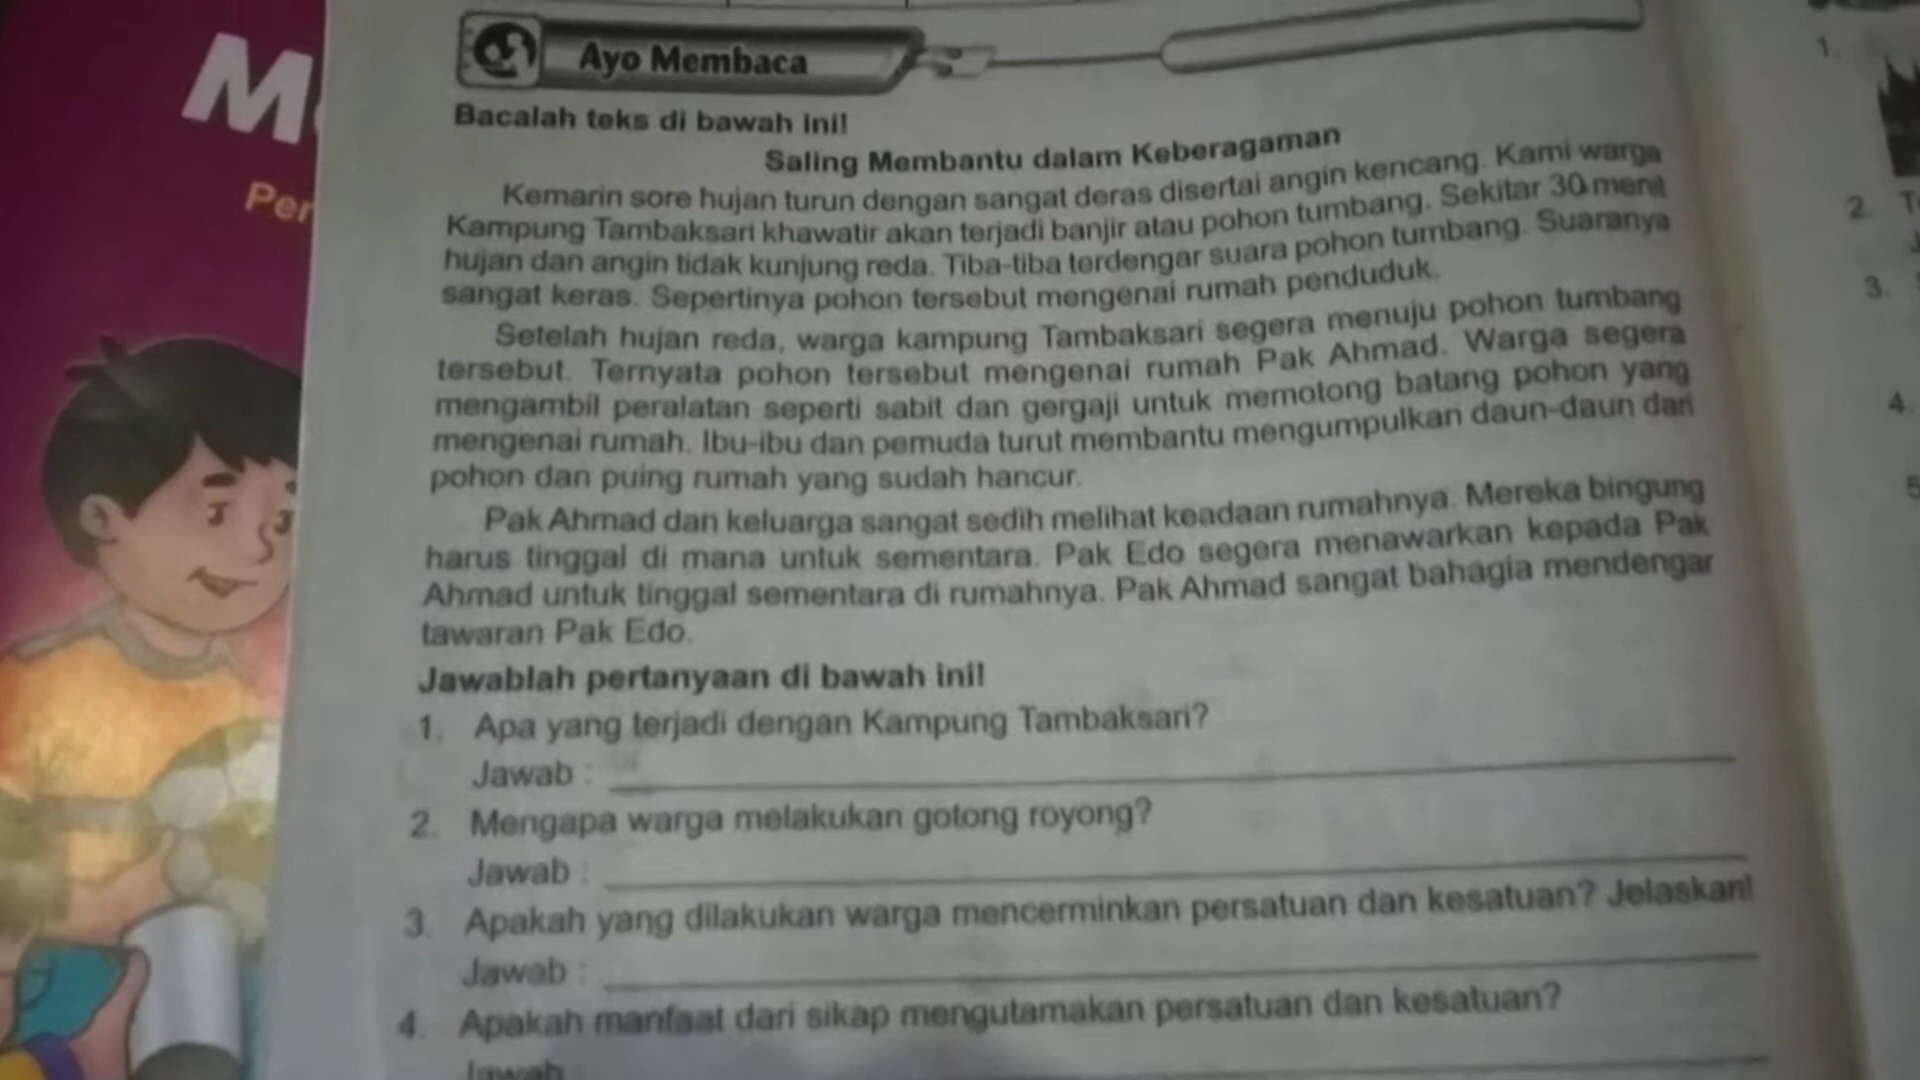 M
Per
Ayo Membaca
Bacalah teks di bawah ini!
Saling Membantu dalam Keberagaman
Kemarin sore hujan turun dengan sangat deras disertai angin kencang. Kami warga
Kampung Tambaksari khawatir akan terjadi banjir atau pohon tumbang. Sekitar 30 menit
hujan dan angin tidak kunjung reda. Tiba-tiba terdengar suara pohon tumbang. Suaranya
sangat keras. Sepertinya pohon tersebut mengenai rumah penduduk.
Setelah hujan reda, warga kampung Tambaksari segera menuju pohon tumbang
tersebut. Ternyata pohon tersebut mengenai rumah Pak Ahmad. Warga segera
mengambil peralatan seperti sabit dan gergaji untuk memotong batang pohon yang
mengenai rumah. Ibu-ibu dan pemuda turut membantu mengumpulkan daun-daun dari
pohon dan puing rumah yang sudah hancur.
Pak Ahmad dan keluarga sangat sedih melihat keadaan rumahnya. Mereka bingung
harus tinggal di mana untuk sementara. Pak Edo segera menawarkan kepada Pak
Ahmad untuk tinggal sementara di rumahnya. Pak Ahmad sangat bahagia mendengar
tawaran Pak Edo.
Jawablah pertanyaan di bawah ini!
1. Apa yang terjadi dengan Kampung Tambaksari?
Jawab :
2. Mengapa warga melakukan gotong royong?
Jawab :
3. Apakah yang dilakukan warga mencerminkan persatuan dan kesatuan? Jelaskan!
Jawab :
4. Apakah manfaat dari sikap mengutamakan persatuan dan kesatuan?
Jawab
1.
2.
3.
4.
5